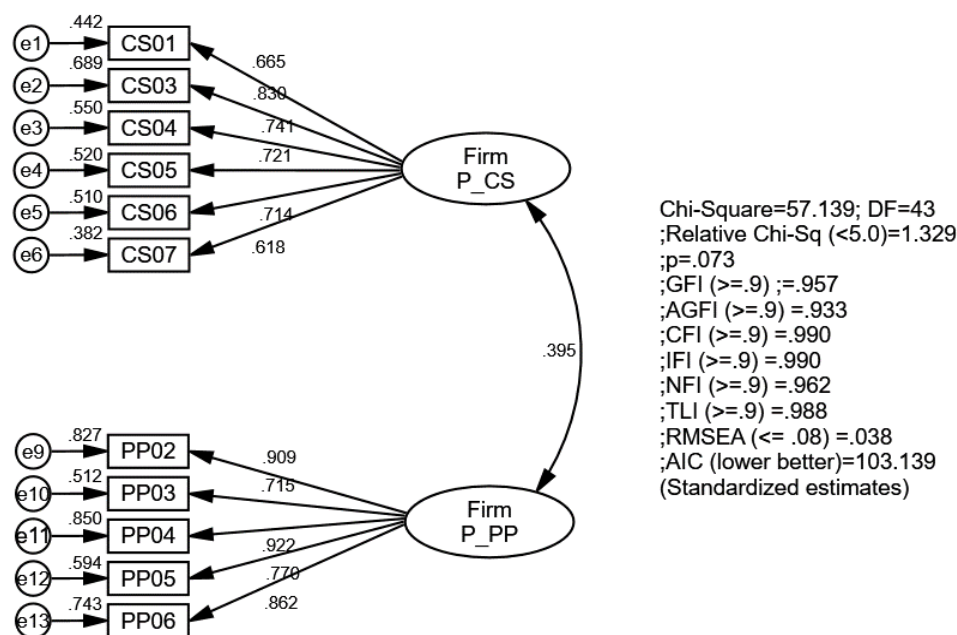 .442
e1
CS01
.665
.689
e2
CS03
.830
.550
e3
CS04
.741
.520
e4
CS05
.721
.510
e5
CS06
.714
.382
e6
CS07
.618
Firm
P_CS
.395
.827
e9
PP02
.909
.512
e10
PP03
.715
.850
e11
PP04
.922
.594
e12
PP05
.770
.743
e13
PP06
.862
Firm
P_PP
Chi-Square=57.139; DF=43
;Relative Chi-Sq (<5.0)=1.329
;p=.073
;GFI (>=.9) ;=.957
;AGFI (>=.9) =.933
;CFI (>=.9) =.990
;IFI (>=.9) =.990
;NFI (>=.9) =.962
;TLI (>=.9) =.988
;RMSEA (<= .08) =.038
;AIC (lower better)=103.139
(Standardized estimates)